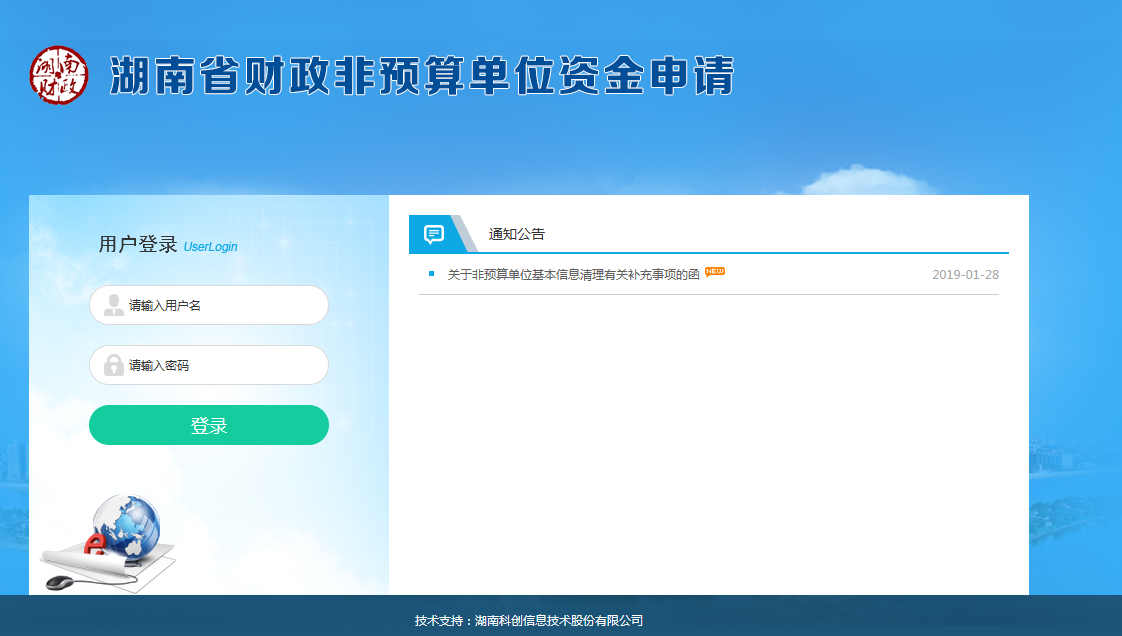 湖南财政
湖南省财政非预算单位资金申请
用户登录 UserLogin
请输入用户名
请输入密码
登录
通知公告
关于非预算单位基本信息清理有关补充事项的函 NEW 2019-01-28
e
技术支持：湖南科创信息技术股份有限公司